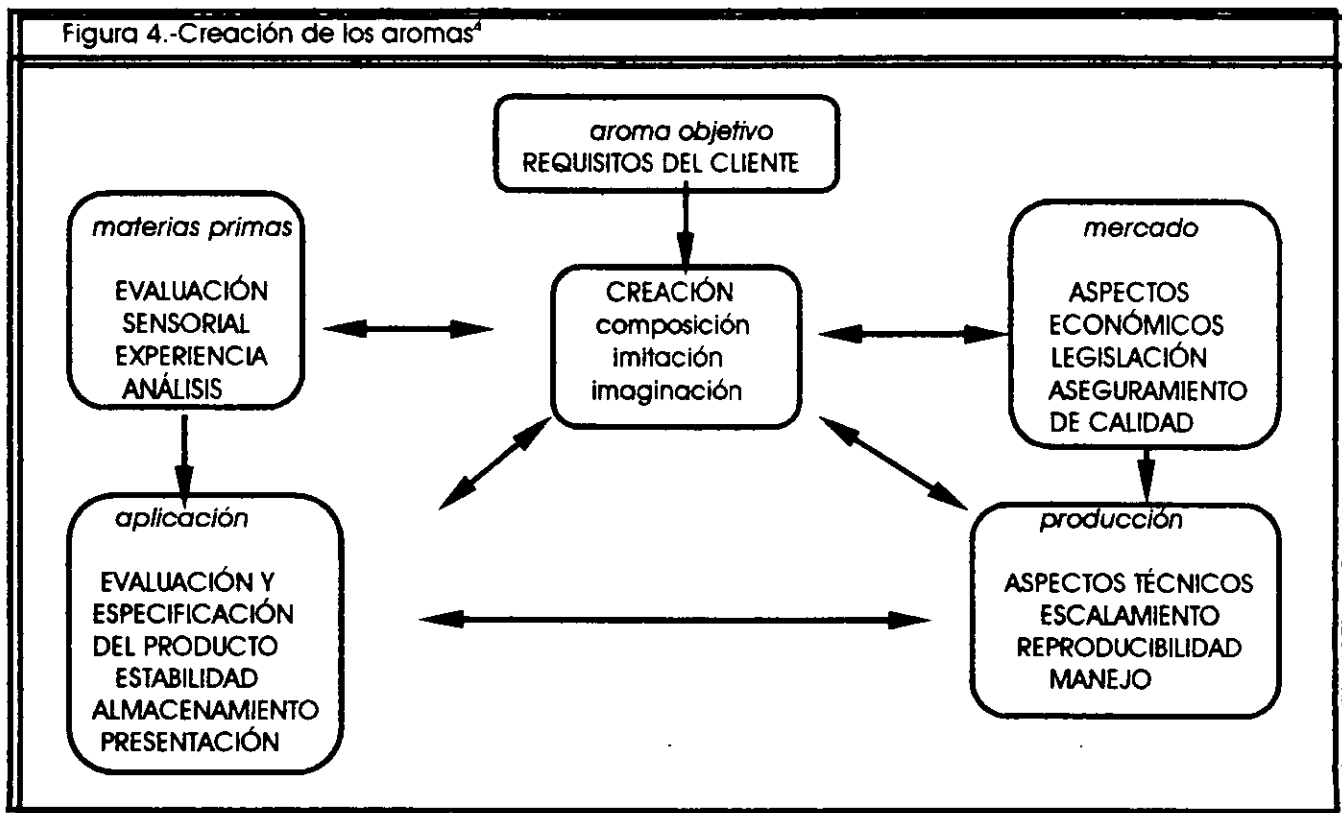 Figura 4.-Creación de los aromas⁴
aroma objetivo
REQUISITOS DEL CLIENTE
materias primas
EVALUACIÓN
SENSORIAL
EXPERIENCIA
ANÁLISIS
CREACIÓN
composición
imitación
imaginación
mercado
ASPECTOS
ECONÓMICOS
LEGISLACIÓN
ASEGURAMIENTO
DE CALIDAD
aplicación
EVALUACIÓN Y
ESPECIFICACIÓN
DEL PRODUCTO
ESTABILIDAD
ALMACENAMIENTO
PRESENTACIÓN
producción
ASPECTOS TÉCNICOS
ESCALAMIENTO
REPRODUCIBILIDAD
MANEJO